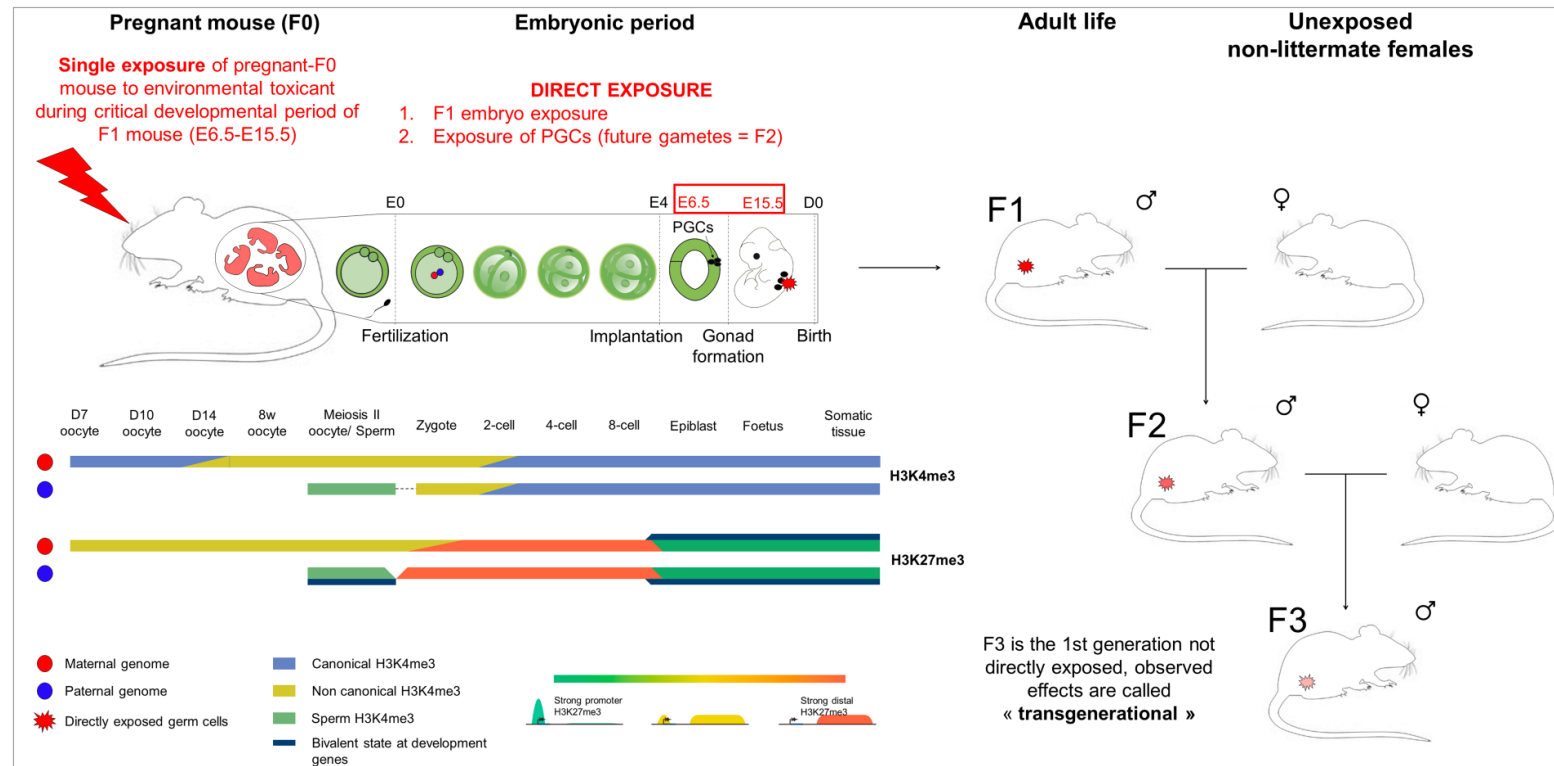 Pregnant mouse (F0)
Embryonic period
Adult life
Unexposed
non-littermate females
Single exposure of pregnant-F0
mouse to environmental toxicant
during critical developmental period of
F1 mouse (E6.5-E15.5)
DIRECT EXPOSURE
1. F1 embryo exposure
2. Exposure of PGCs (future gametes = F2)
E0
E4
E6.5
E15.5
D0
PGCs
Fertilization
Implantation
Gonad
formation
Birth
F1
♂
♀
F2
♂
♀
F3
♂
D7
oocyte
D10
oocyte
D14
oocyte
8w
oocyte
Meiosis II
oocyte/ Sperm
Zygote
2-cell
4-cell
8-cell
Epiblast
Foetus
Somatic
tissue
H3K4me3
H3K27me3
Maternal genome
Paternal genome
Directly exposed germ cells
Canonical H3K4me3
Non canonical H3K4me3
Sperm H3K4me3
Bivalent state at development
genes
Strong promoter
H3K27me3
Strong distal
H3K27me3
F3 is the 1st generation not
directly exposed, observed
effects are called
« transgenerational »